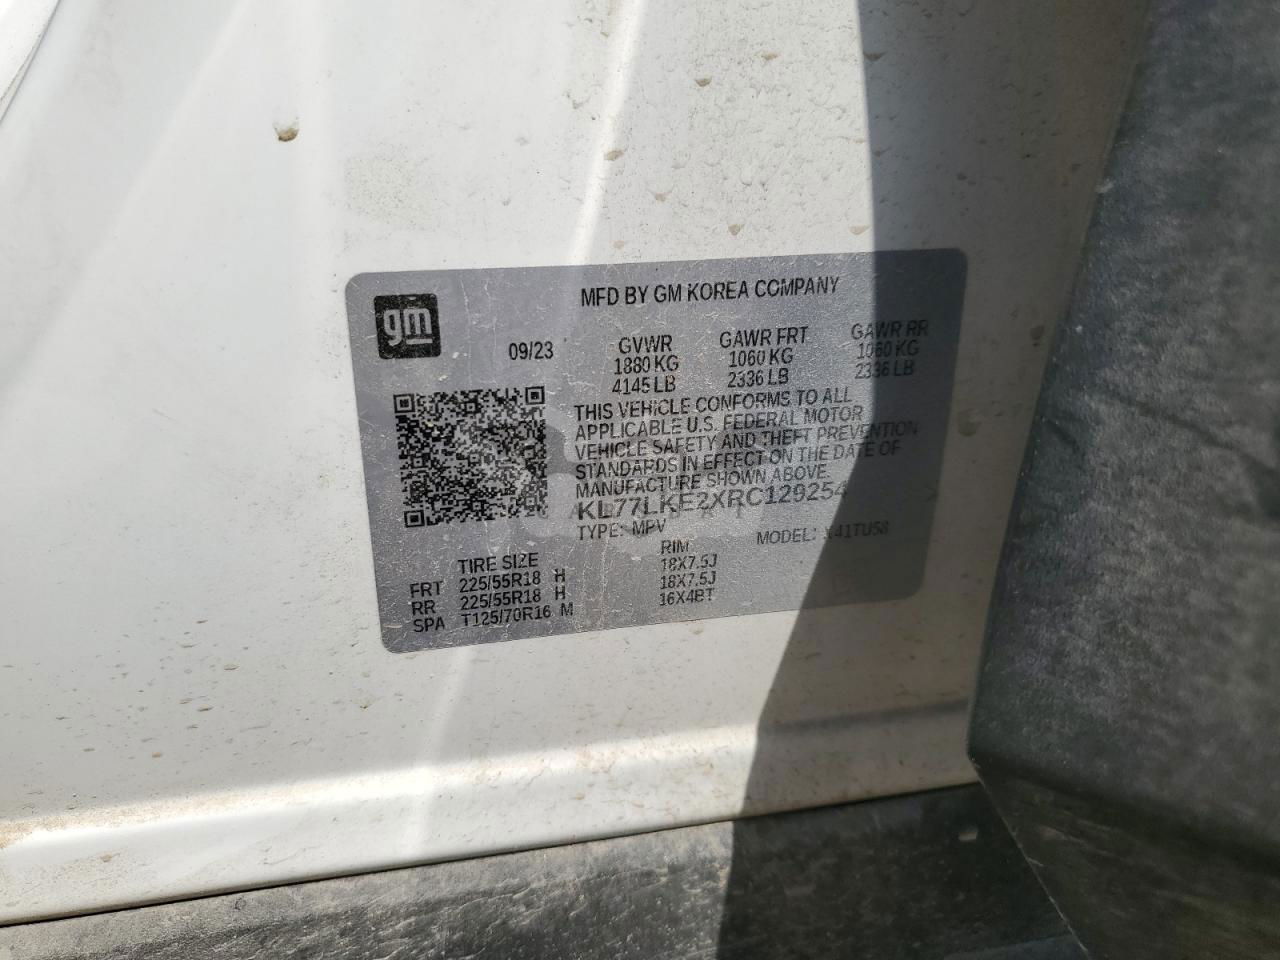 MFD BY GM KOREA COMPANY
gm
09/23
GVWR GAWR FRT GAWR RR
1880 KG 1060 KG 1060 KG
4145 LB 2336 LB 2336 LB
THIS VEHICLE CONFORMS TO ALL
APPLICABLE U.S. FEDERAL MOTOR
VEHICLE SAFETY AND THEFT PREVENTION
STANDARDS IN EFFECT ON THE DATE OF
MANUFACTURE SHOWN ABOVE.
KL77LKE2XRC129254
TYPE: MPV MODEL: X41TU58
TIRE SIZE RIM
FRT 225/55R18 H 18X7.5J
RR 225/55R18 H 18X7.5J
SPA T125/70R16 M 16X4BT